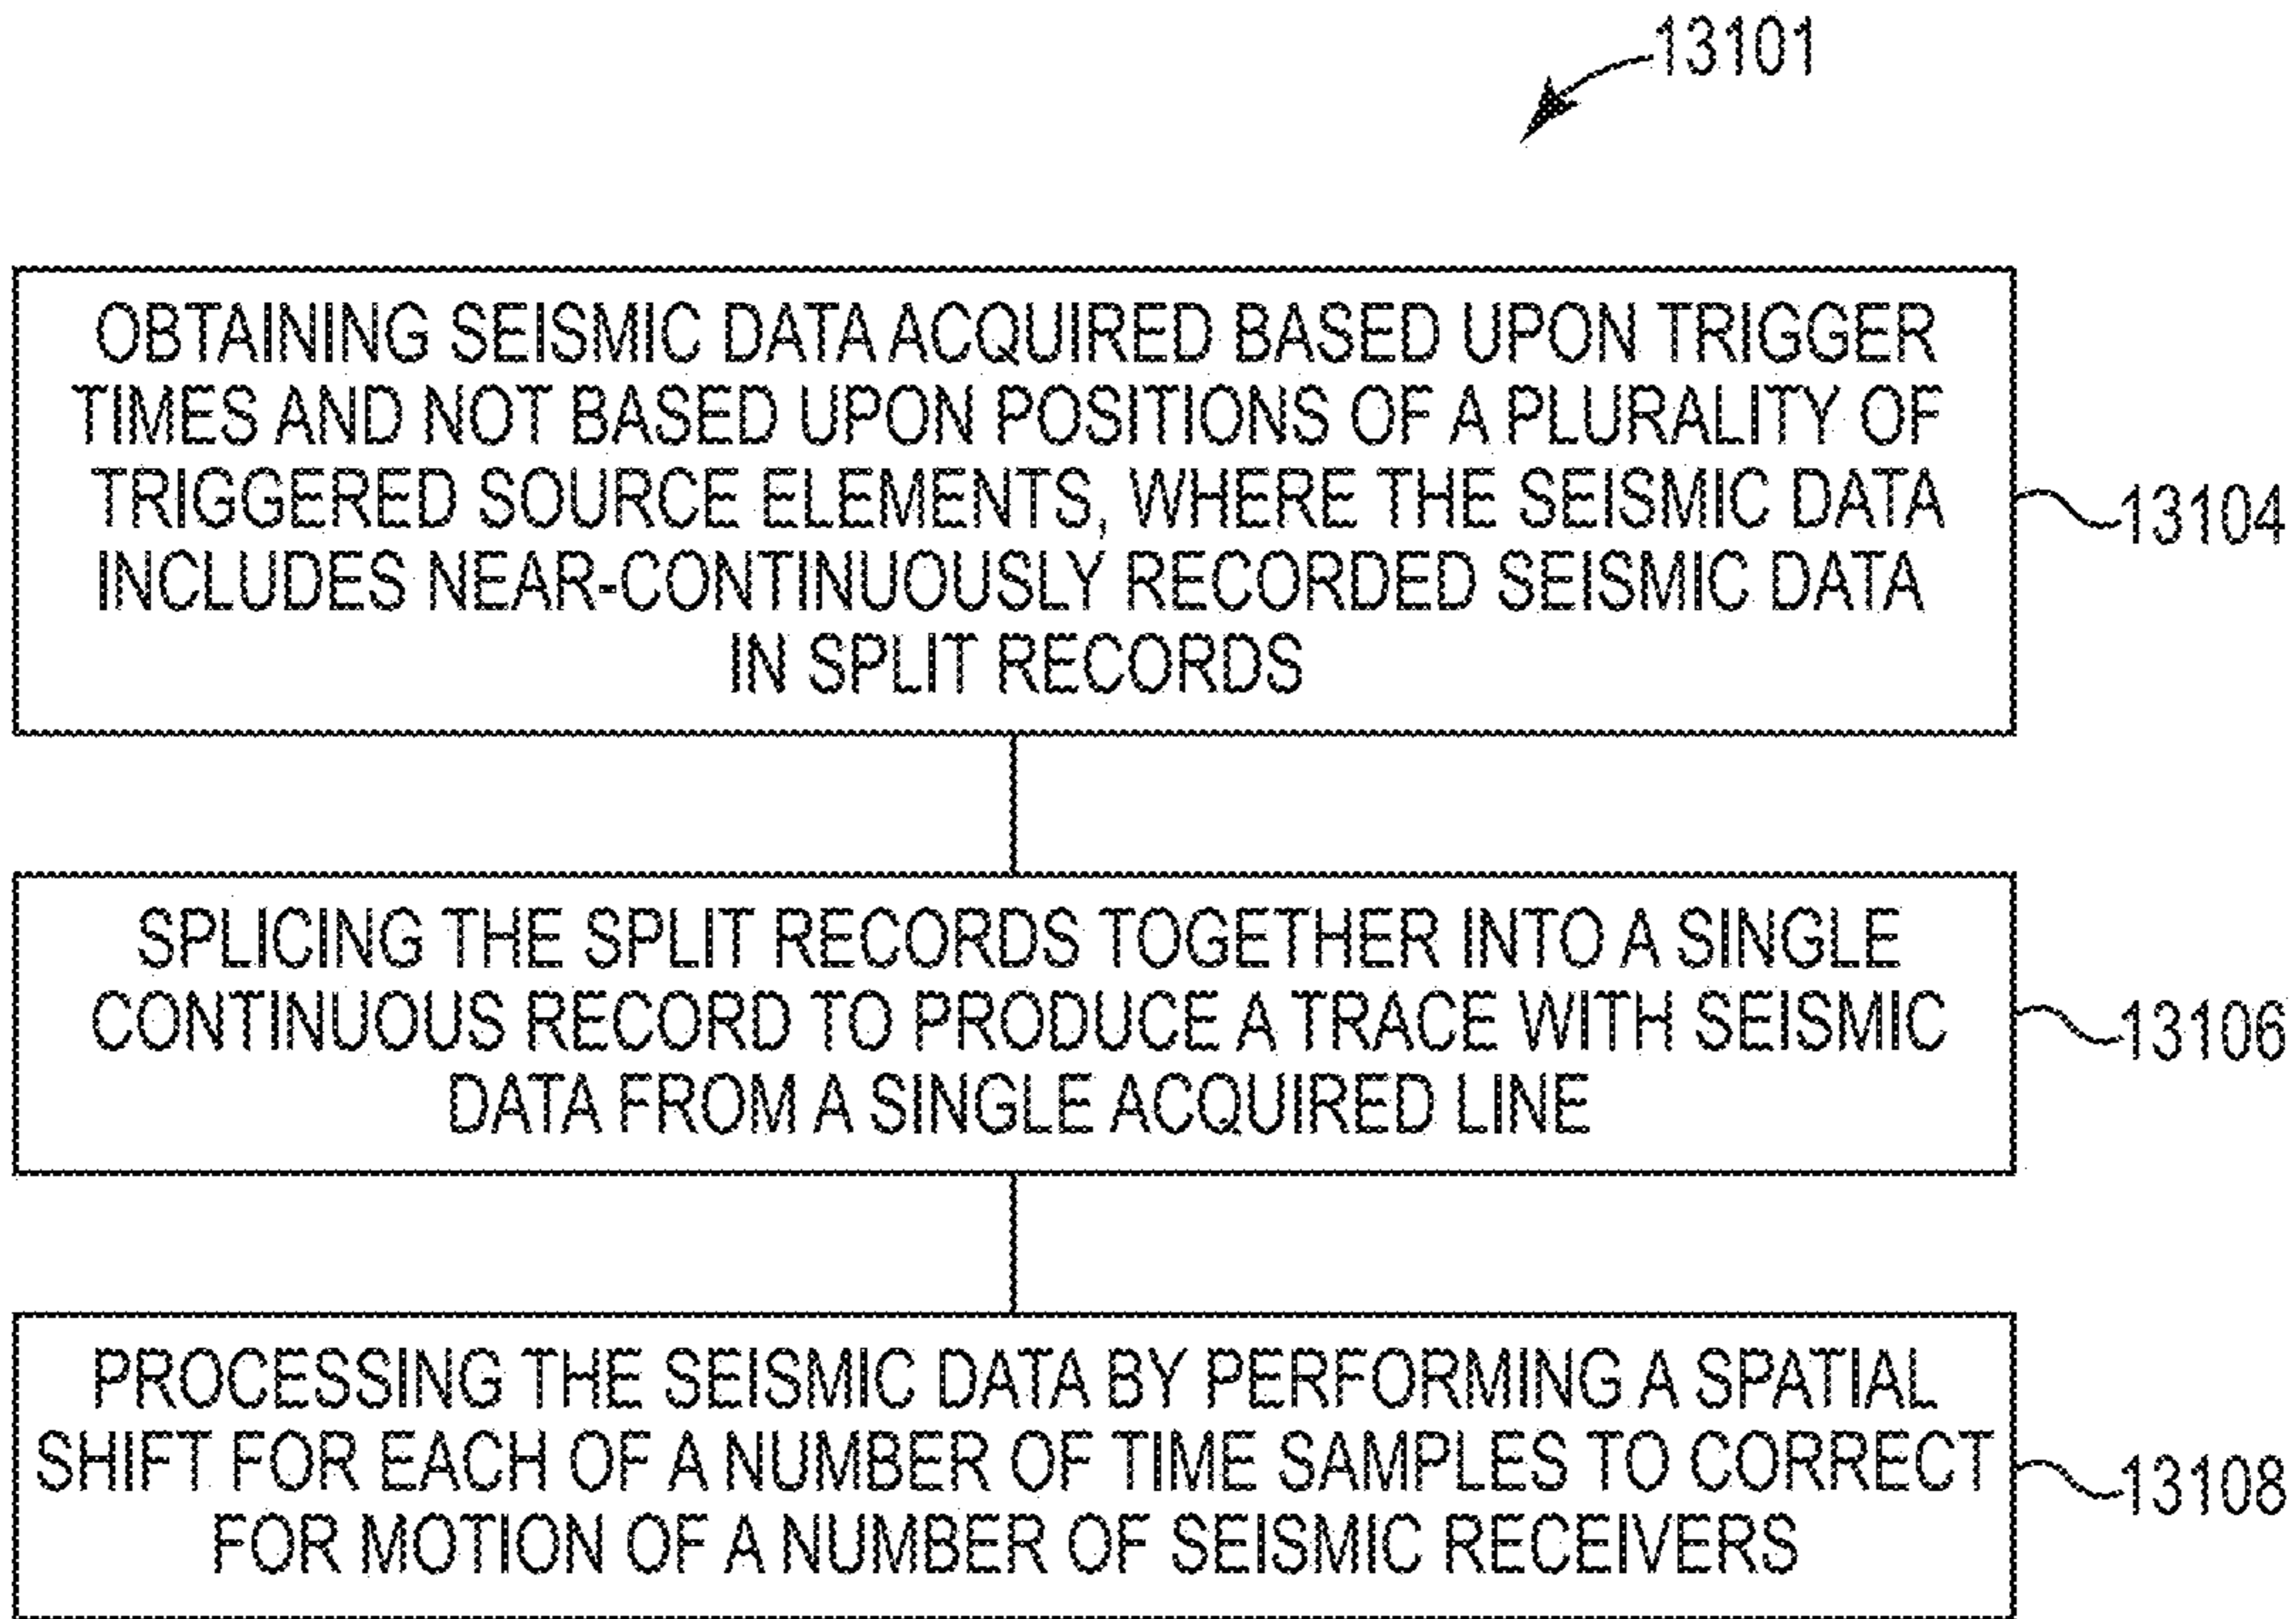 13101
OBTAINING SEISMIC DATA ACQUIRED BASED UPON TRIGGER
TIMES AND NOT BASED UPON POSITIONS OF A PLURALITY OF
TRIGGERED SOURCE ELEMENTS, WHERE THE SEISMIC DATA
INCLUDES NEAR-CONTINUOUSLY RECORDED SEISMIC DATA
IN SPLIT RECORDS
13104
SPLICING THE SPLIT RECORDS TOGETHER INTO A SINGLE
CONTINUOUS RECORD TO PRODUCE A TRACE WITH SEISMIC
DATA FROM A SINGLE ACQUIRED LINE
13106
PROCESSING THE SEISMIC DATA BY PERFORMING A SPATIAL
SHIFT FOR EACH OF A NUMBER OF TIME SAMPLES TO CORRECT
FOR MOTION OF A NUMBER OF SEISMIC RECEIVERS
13108